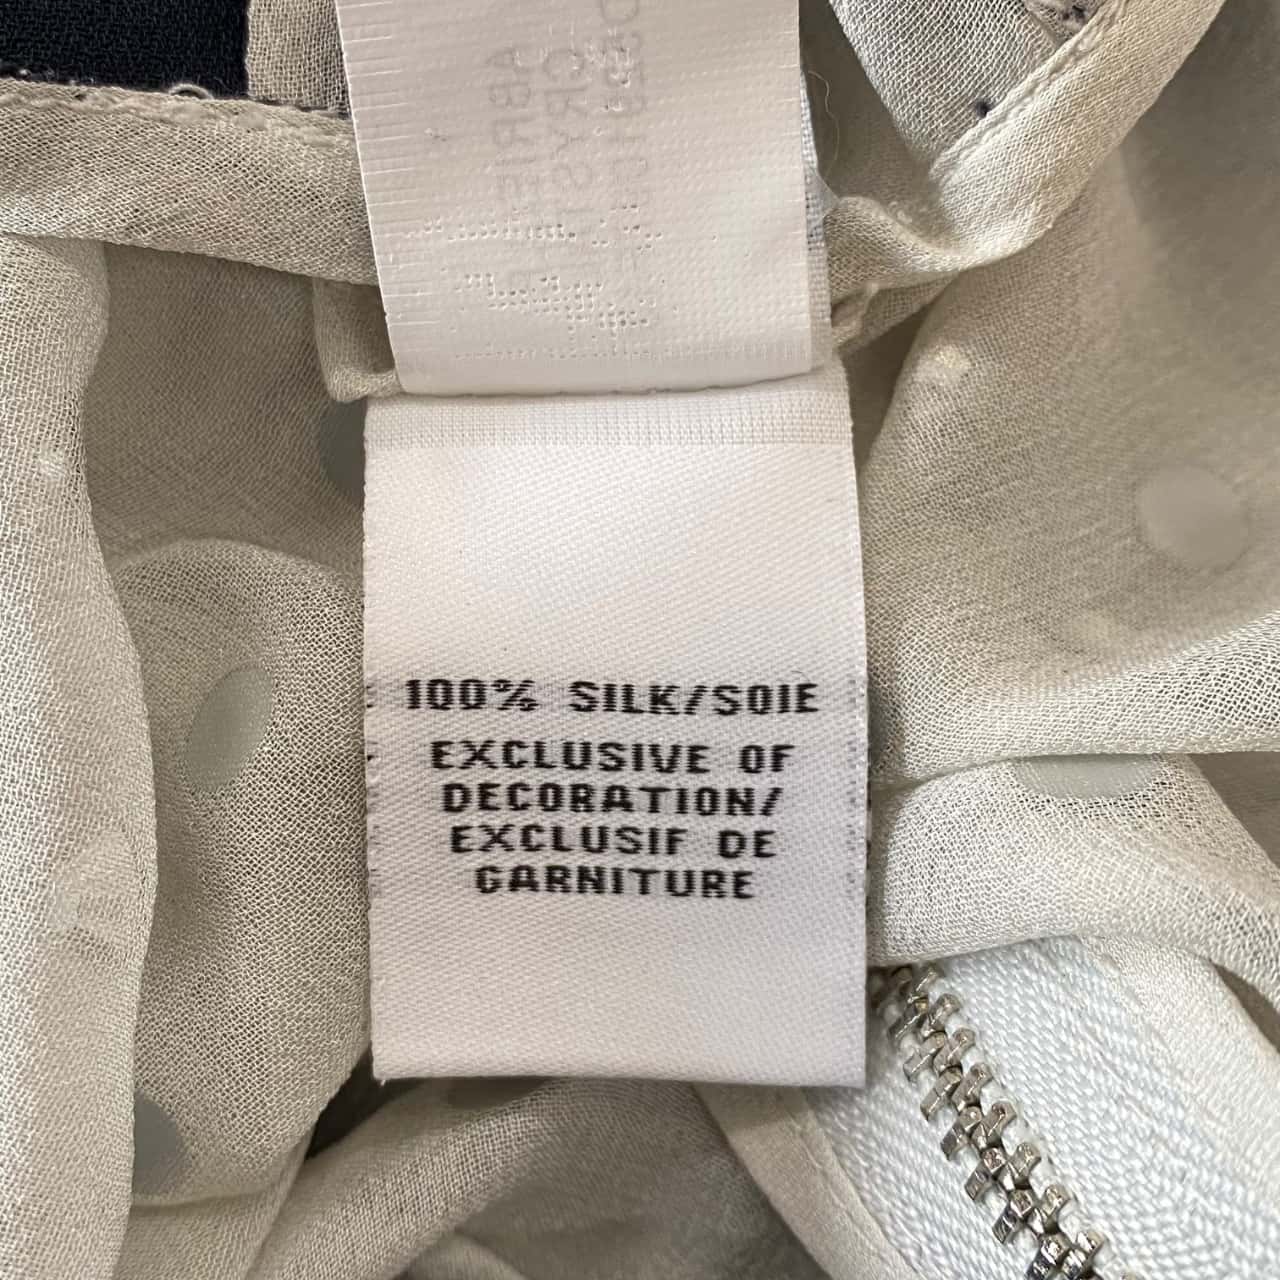 100% SILK/SOIE
EXCLUSIVE OF
DECORATION/
EXCLUSIF DE
GARNITURE